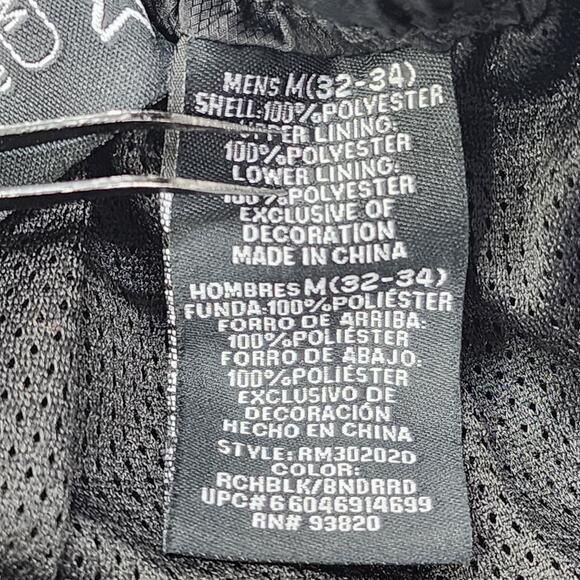 MENS M(32-34)
SHELL:100%POLYESTER
UPPER LINING:
100%POLYESTER
LOWER LINING:
100%POLYESTER
EXCLUSIVE OF
DECORATION
MADE IN CHINA
HOMBRES M(32-34)
FUNDA:100%POLIÉSTER
FORRO DE ARRIBA:
100%POLIÉSTER
FORRO DE ABAJO:
100%POLIÉSTER
EXCLUSIVO DE
DECORACIÓN
HECHO EN CHINA
STYLE:RM30202D
COLOR:
RCHBLK/BNDRRD
UPC# 6 6046914699
RN# 93820